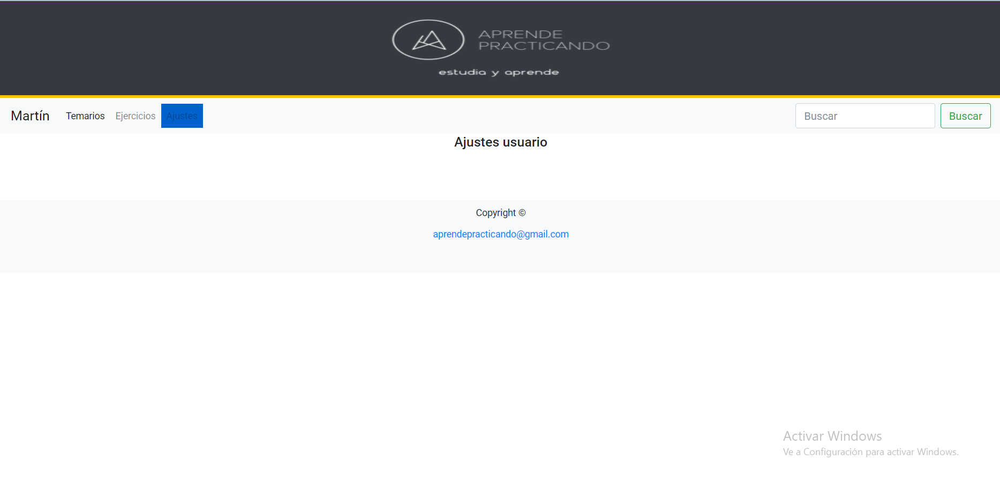 APRENDE
PRACTICANDO
estudia y aprende
Martín Temarios Ejercicios Ajustes Buscar Buscar
Ajustes usuario
Copyright ©
aprendepracticando@gmail.com
Activar Windows
Ve a Configuración para activar Windows.